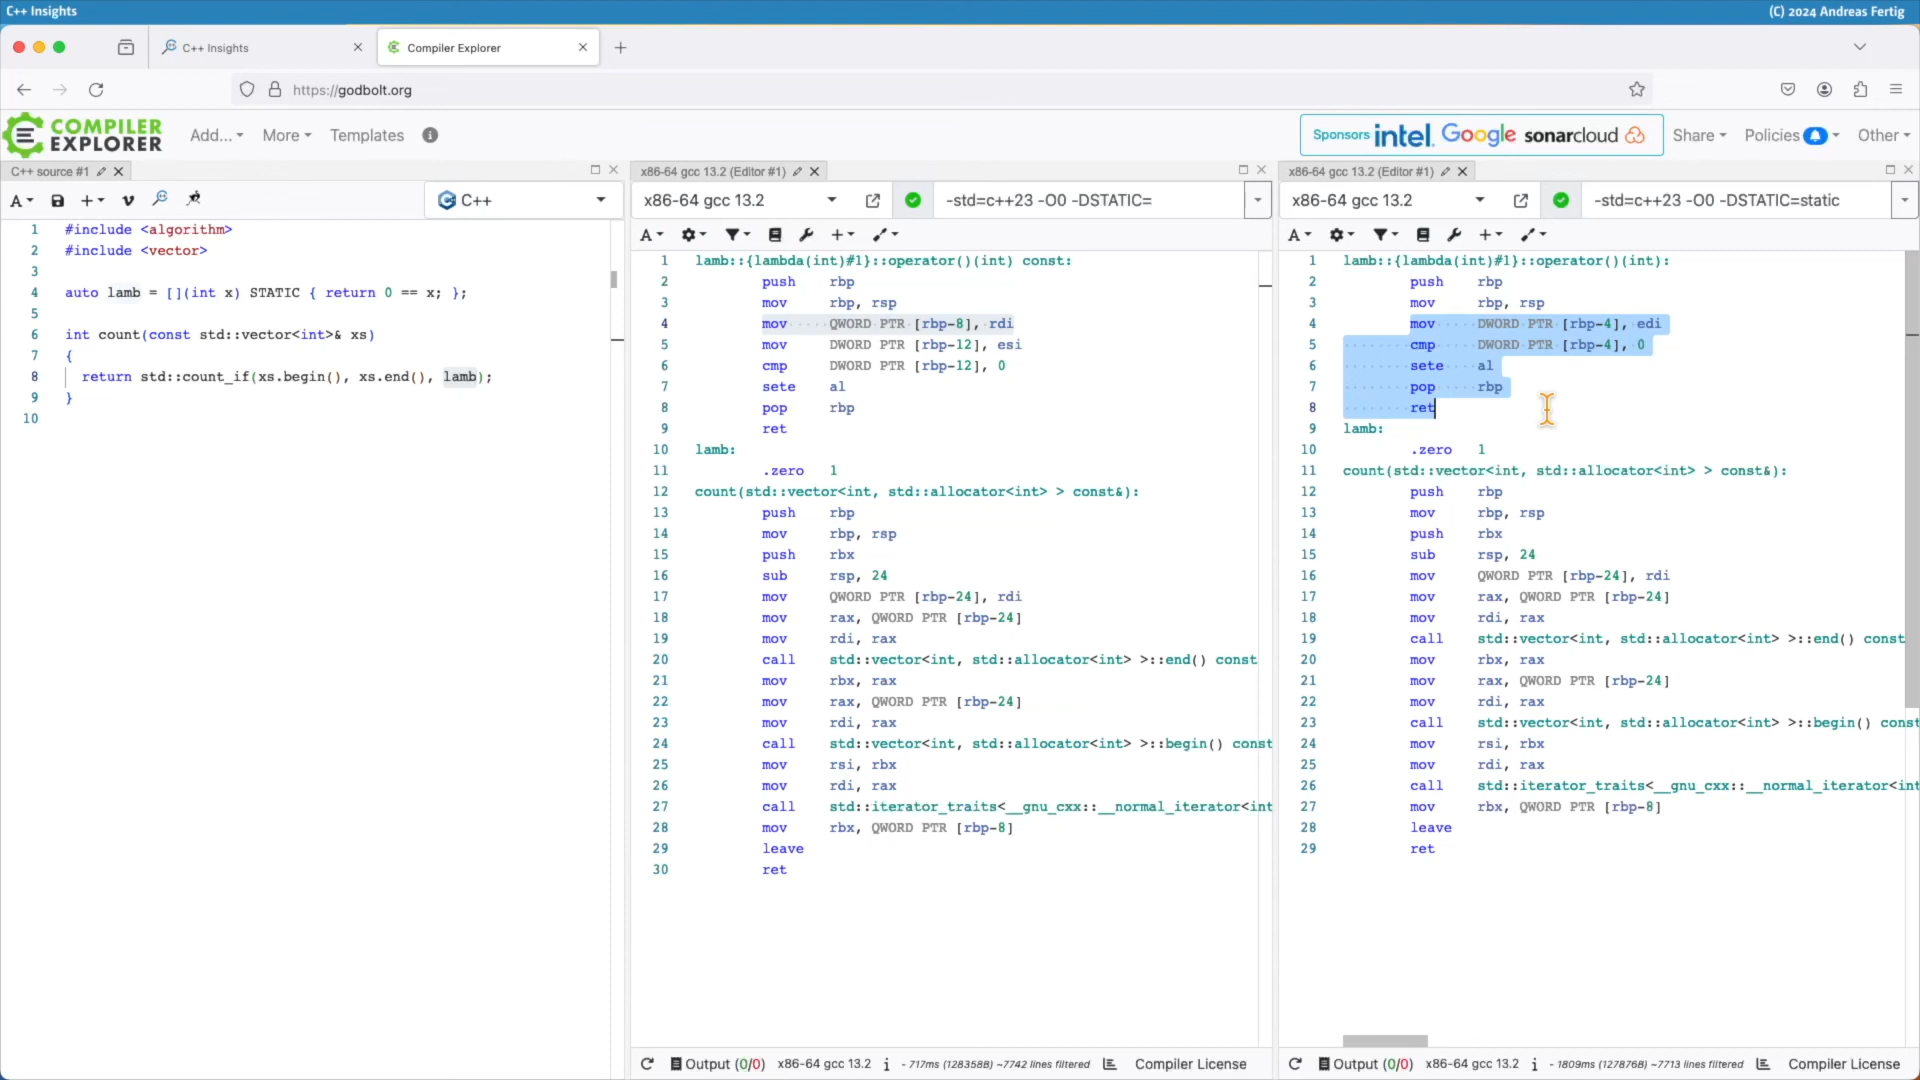 C++ Insights
(C) 2024 Andreas Fertig
C++ Insights
Compiler Explorer
https://godbolt.org
COMPILER EXPLORER
Add...
More
Templates
Sponsors intel. Google sonarcloud
Share
Policies
Other
C++ source #1
A
C++
1 #include <algorithm>
2 #include <vector>
3
4 auto lamb = [](int x) STATIC { return 0 == x; };
5
6 int count(const std::vector<int>& xs)
7 {
8 return std::count_if(xs.begin(), xs.end(), lamb);
9 }
10
x86-64 gcc 13.2 (Editor #1)
x86-64 gcc 13.2
-std=c++23 -O0 -DSTATIC=
A
1 lamb::{lambda(int)#1}::operator()(int) const:
2 push rbp
3 mov rbp, rsp
4 mov QWORD PTR [rbp-8], rdi
5 mov DWORD PTR [rbp-12], esi
6 cmp DWORD PTR [rbp-12], 0
7 sete al
8 pop rbp
9 ret
10 lamb:
11 .zero 1
12 count(std::vector<int, std::allocator<int> > const&):
13 push rbp
14 mov rbp, rsp
15 push rbx
16 sub rsp, 24
17 mov QWORD PTR [rbp-24], rdi
18 mov rax, QWORD PTR [rbp-24]
19 mov rdi, rax
20 call std::vector<int, std::allocator<int> >::end() const
21 mov rbx, rax
22 mov rax, QWORD PTR [rbp-24]
23 mov rdi, rax
24 call std::vector<int, std::allocator<int> >::begin() const
25 mov rsi, rbx
26 mov rdi, rax
27 call std::iterator_traits<__gnu_cxx::__normal_iterator<int
28 mov rbx, QWORD PTR [rbp-8]
29 leave
30 ret
Output (0/0) x86-64 gcc 13.2 i - 717ms (128358B) ~7742 lines filtered Compiler License
x86-64 gcc 13.2 (Editor #1)
x86-64 gcc 13.2
-std=c++23 -O0 -DSTATIC=static
A
1 lamb::{lambda(int)#1}::operator()(int):
2 push rbp
3 mov rbp, rsp
4 mov DWORD PTR [rbp-4], edi
5 cmp DWORD PTR [rbp-4], 0
6 sete al
7 pop rbp
8 ret
9 lamb:
10 .zero 1
11 count(std::vector<int, std::allocator<int> > const&):
12 push rbp
13 mov rbp, rsp
14 push rbx
15 sub rsp, 24
16 mov QWORD PTR [rbp-24], rdi
17 mov rax, QWORD PTR [rbp-24]
18 mov rdi, rax
19 call std::vector<int, std::allocator<int> >::end() const
20 mov rbx, rax
21 mov rax, QWORD PTR [rbp-24]
22 mov rdi, rax
23 call std::vector<int, std::allocator<int> >::begin() const
24 mov rsi, rbx
25 mov rdi, rax
26 call std::iterator_traits<__gnu_cxx::__normal_iterator<int
27 mov rbx, QWORD PTR [rbp-8]
28 leave
29 ret
Output (0/0) x86-64 gcc 13.2 i - 1809ms (127876B) ~7713 lines filtered Compiler License